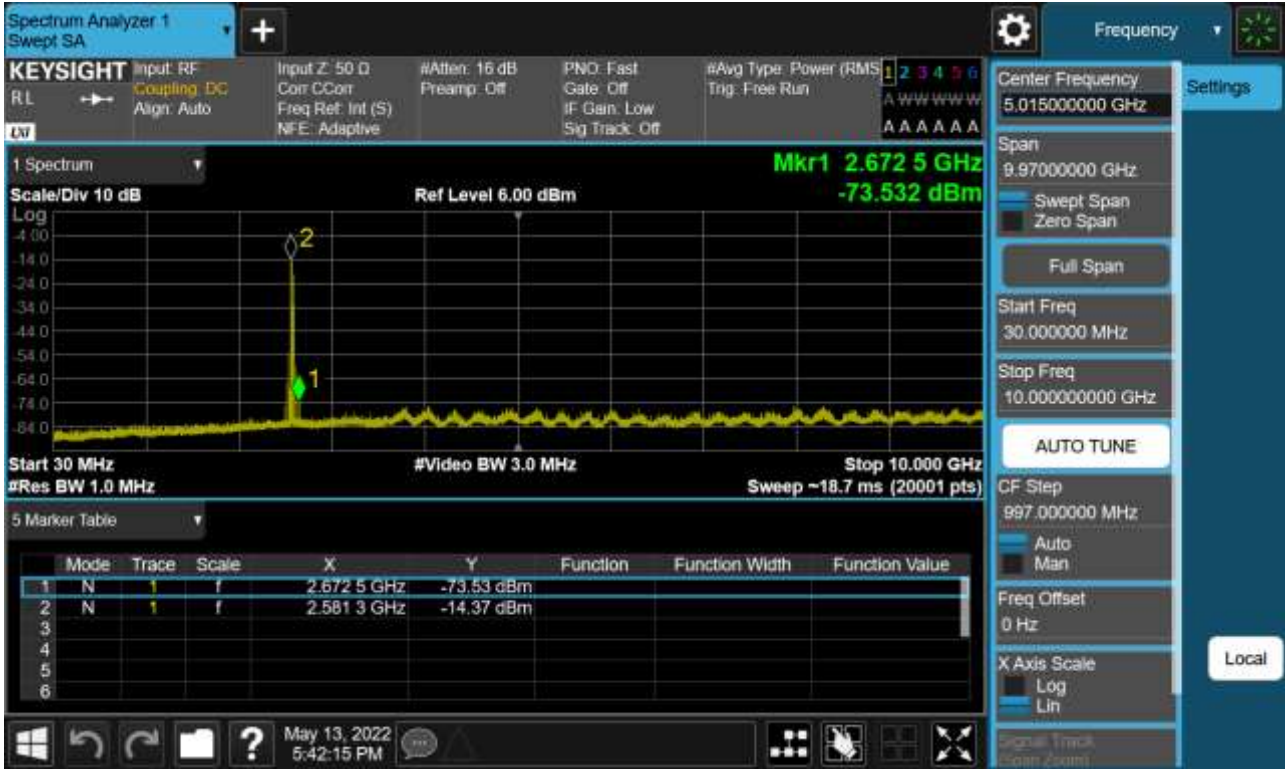 Spectrum Analyzer 1
Swept SA
Frequency
KEYSIGHT Input: RF
Coupling: DC
Align: Auto
RL
LXI
Input Z: 50 Ω
Corr CCorr
Freq Ref: Int (S)
NFE: Adaptive
#Atten: 16 dB
Preamp: Off
PNO: Fast
Gate: Off
IF Gain: Low
Sig Track: Off
#Avg Type: Power (RMS
Trig: Free Run
1 2 3 4 5 6
A W W W W W
A A A A A A
1 Spectrum
Scale/Div 10 dB
Ref Level 6.00 dBm
Mkr1 2.672 5 GHz
-73.532 dBm
Log
-4.00
-14.0
-24.0
-34.0
-44.0
-54.0
-64.0
-74.0
-84.0
2
1
Start 30 MHz
#Res BW 1.0 MHz
#Video BW 3.0 MHz
Stop 10.000 GHz
Sweep ~18.7 ms (20001 pts)
5 Marker Table
Mode Trace Scale X Y Function Function Width Function Value
1 N 1 f 2.672 5 GHz -73.53 dBm
2 N 1 f 2.581 3 GHz -14.37 dBm
3
4
5
6
May 13, 2022
5:42:15 PM
?
Center Frequency
5.015000000 GHz
Span
9.97000000 GHz
Swept Span
Zero Span
Full Span
Start Freq
30.000000 MHz
Stop Freq
10.000000000 GHz
AUTO TUNE
CF Step
997.000000 MHz
Auto
Man
Freq Offset
0 Hz
X Axis Scale
Log
Lin
Signal Track
(Span Zoom)
Settings
Local